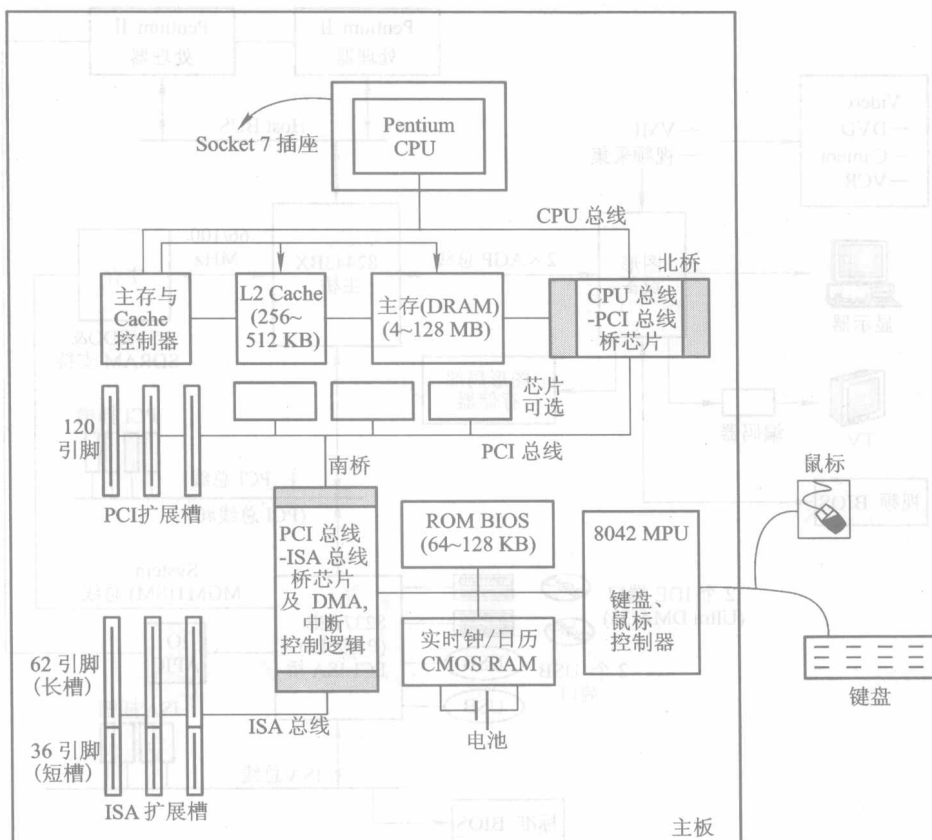 Socket 7 插座
Pentium
CPU
CPU 总线
北桥
主存与
Cache
控制器
L2 Cache
(256~
512 KB)
主存(DRAM)
(4~128 MB)
CPU 总线
-PCI 总线
桥芯片
芯片
可选
120
引脚
PCI 总线
PCI扩展槽
南桥
PCI 总线
-ISA 总线
桥芯片
及 DMA,
中断
控制逻辑
ROM BIOS
(64~128 KB)
8042 MPU
键盘、
鼠标
控制器
鼠标
实时钟/日历
CMOS RAM
键盘
62 引脚
(长槽)
ISA 总线
电池
36 引脚
(短槽)
ISA 扩展槽
主板